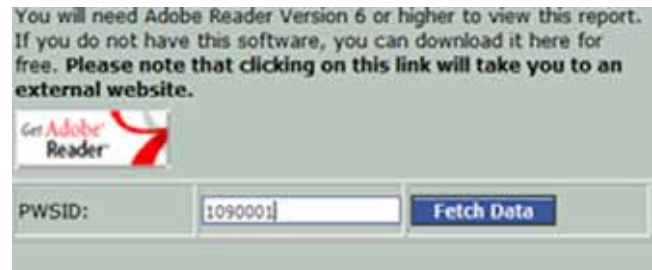 You will need Adobe Reader Version 6 or higher to view this report.
If you do not have this software, you can download it here for
free. Please note that clicking on this link will take you to an
external website.
Get Adobe
Reader
PWSID: 1090001 Fetch Data